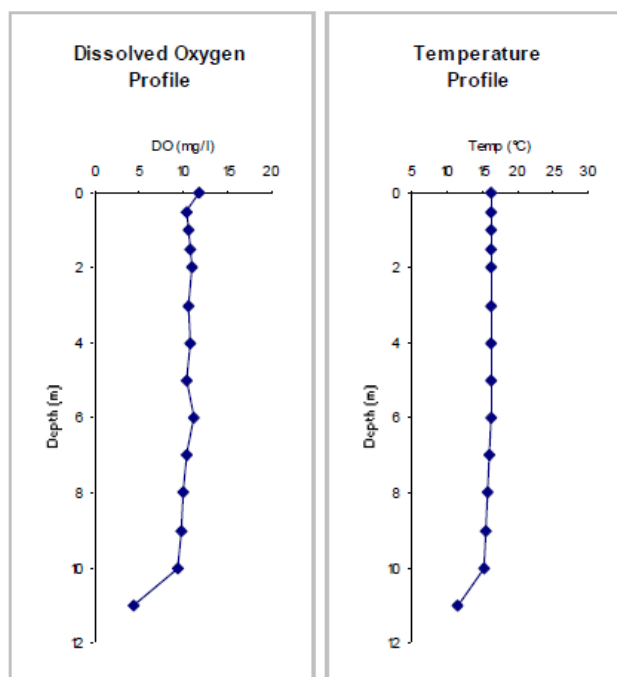 Dissolved Oxygen
Profile
DO (mg/l)
0 5 10 15 20
0
2
4
6
8
10
12
Depth (m)
Temperature
Profile
Temp (°C)
5 10 15 20 25 30
0
2
4
6
8
10
12
Depth (m)